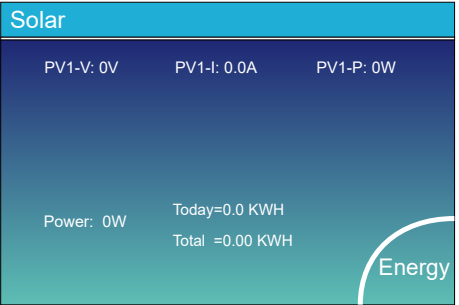 Solar
PV1-V: 0V PV1-I: 0.0A PV1-P: 0W
Today=0.0 KWH
Power: 0W
Total =0.00 KWH
Energy